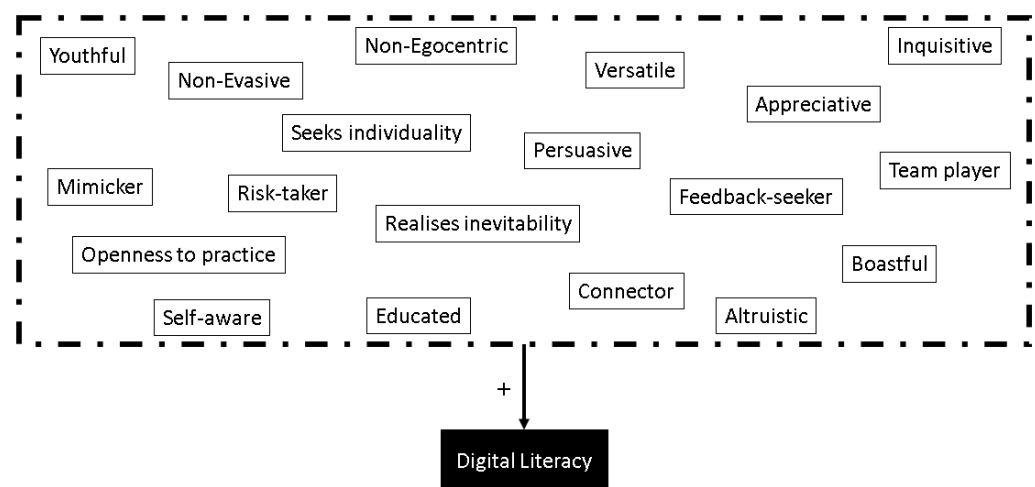 Youthful
Non-Egocentric
Inquisitive
Non-Evasive
Versatile
Appreciative
Seeks individuality
Persuasive
Team player
Mimicker
Risk-taker
Feedback-seeker
Realises inevitability
Openness to practice
Boastful
Connector
Self-aware
Educated
Altruistic
+
Digital Literacy